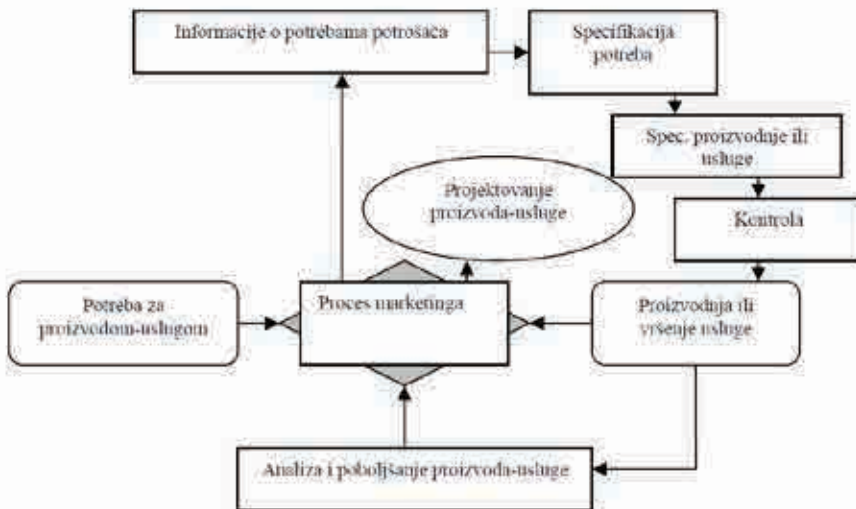 Informacije o potrebama potrošača
Specifikacija
potreba
Spec. proizvodnje ili
usluge
Projektovanje
proizvoda-usluge
Kontrola
Potreba za
proizvodom-uslugom
Proces marketinga
Proizvodnja ili
vršenje usluge
Analiza i poboljšanje proizvoda-usluge